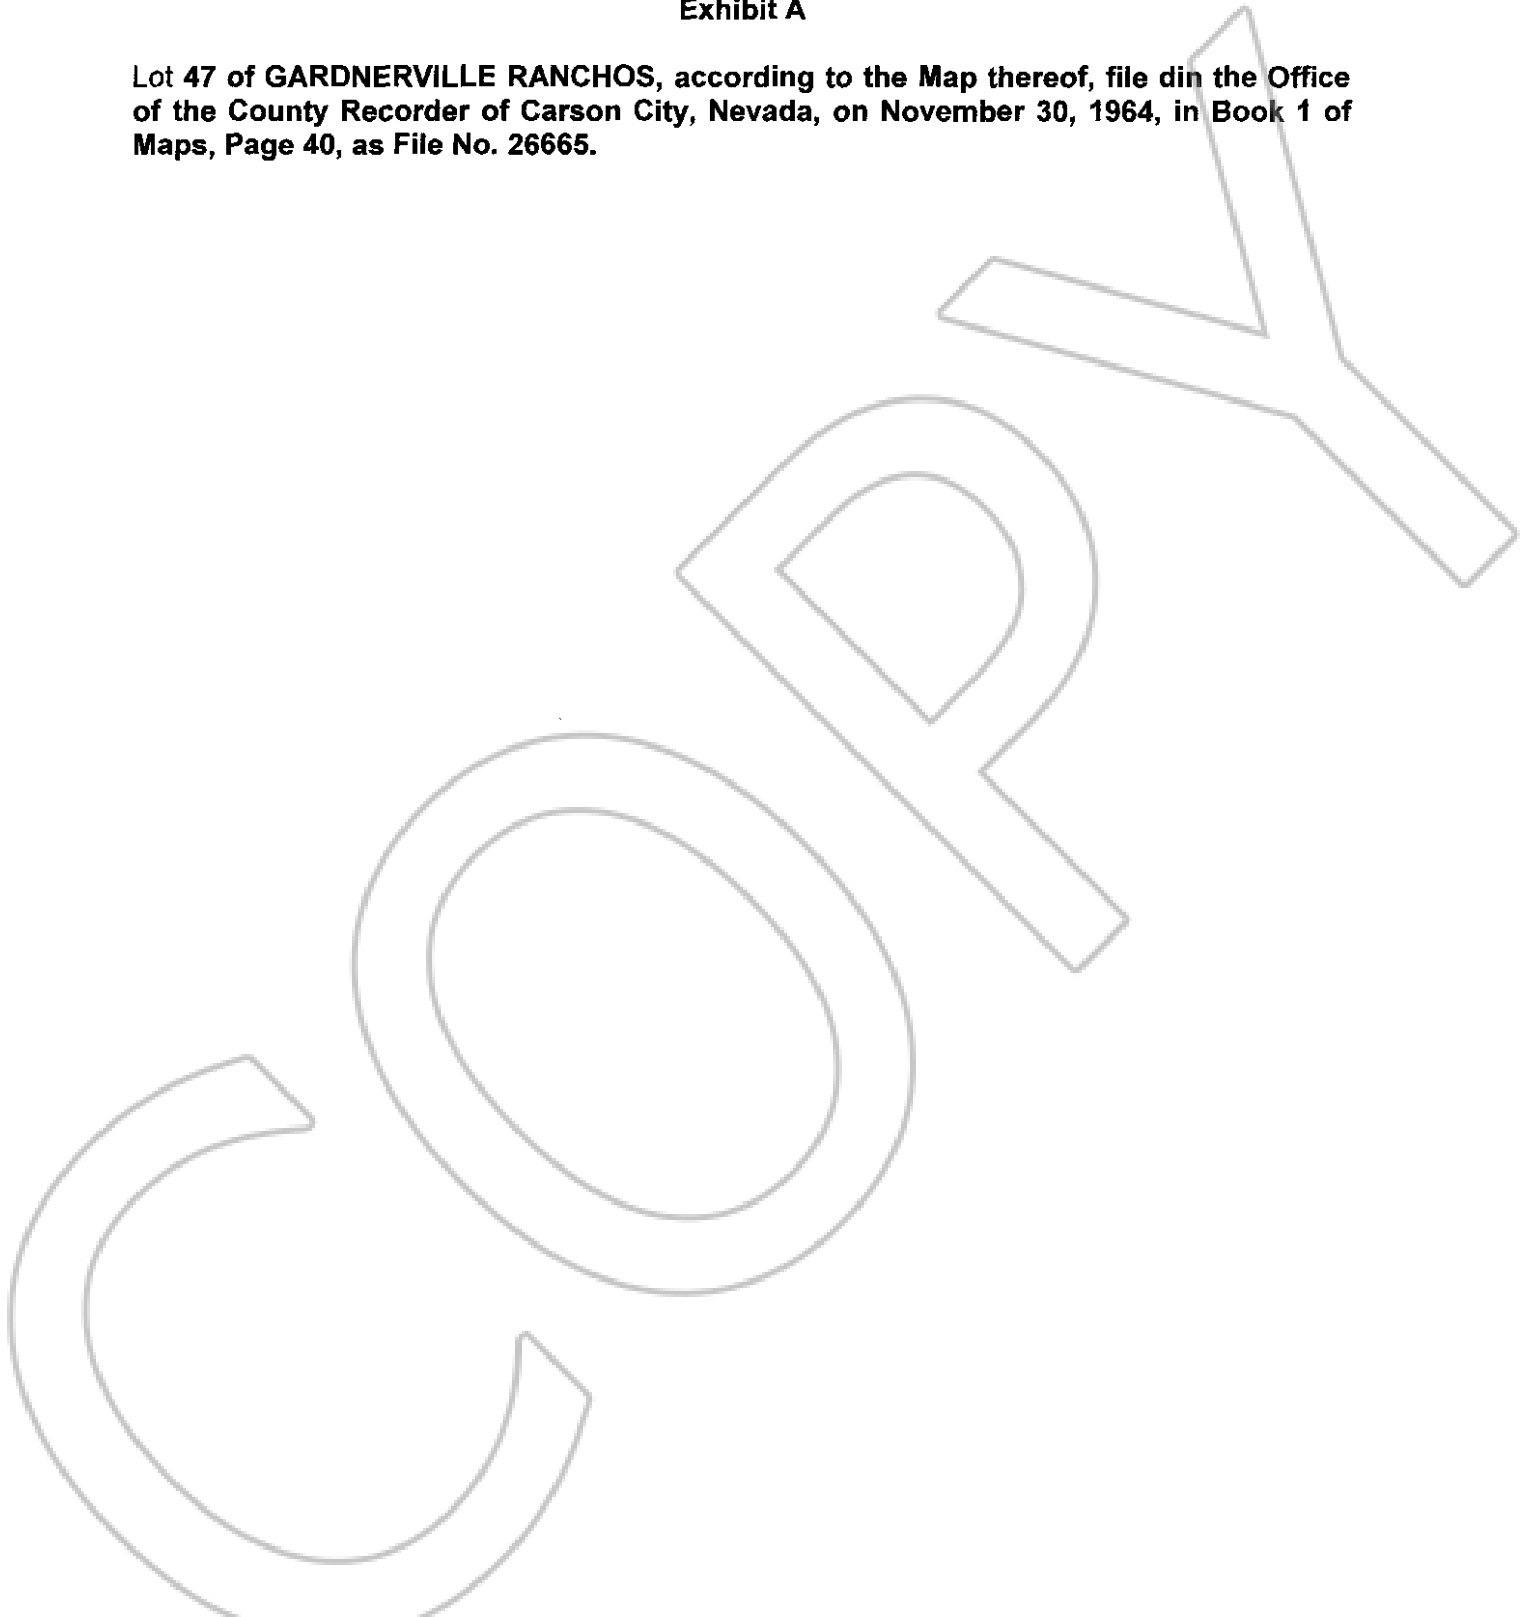 Exhibit A
Lot 47 of GARDNERVILLE RANCHOS, according to the Map thereof, file din the Office
of the County Recorder of Carson City, Nevada, on November 30, 1964, in Book 1 of
Maps, Page 40, as File No. 26665.
COPY